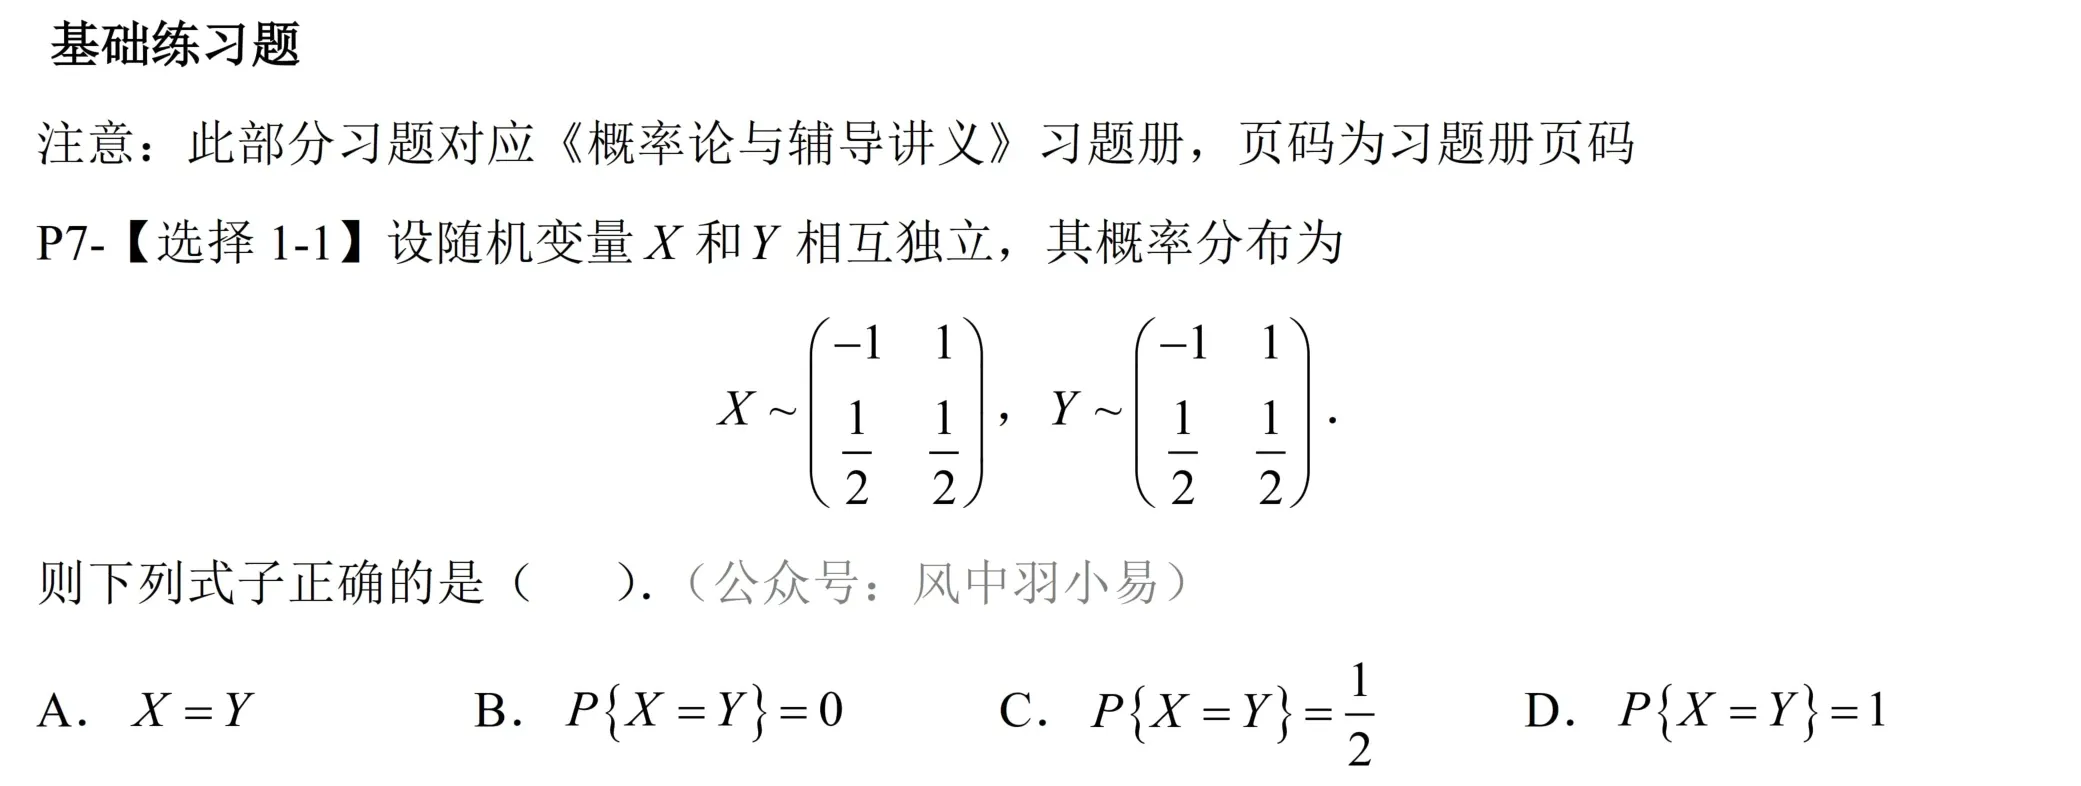 基础练习题
注意：此部分习题对应《概率论与辅导讲义》习题册，页码为习题册页码
P7-【选择 1-1】设随机变量 X 和 Y 相互独立，其概率分布为
X ~ \begin{pmatrix} -1 & 1 \\ \frac{1}{2} & \frac{1}{2} \end{pmatrix}，Y ~ \begin{pmatrix} -1 & 1 \\ \frac{1}{2} & \frac{1}{2} \end{pmatrix}.
则下列式子正确的是（ ）.（公众号：风中羽小易）
A. X = Y B. P{X = Y} = 0 C. P{X = Y} = \frac{1}{2} D. P{X = Y} = 1